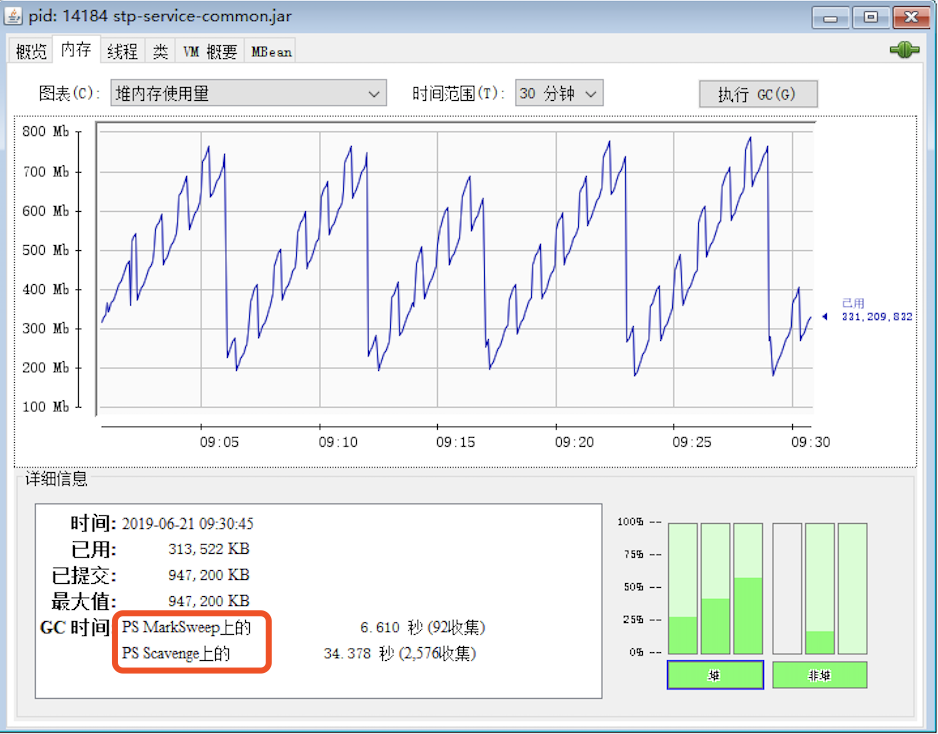 pid: 14184 stp-service-common.jar
概览 内存 线程 类 VM 概要 MBean
图表(C): 堆内存使用量 时间范围(T): 30 分钟 执行 GC(G)
800 Mb
700 Mb
600 Mb
500 Mb
400 Mb
300 Mb
200 Mb
100 Mb
已用
331,209,832
09:05 09:10 09:15 09:20 09:25 09:30
详细信息
时间: 2019-06-21 09:30:45
已用: 313,522 KB
已提交: 947,200 KB
最大值: 947,200 KB
GC 时间 PS MarkSweep上的 6.610 秒 (92收集)
PS Scavenge上的 34.378 秒 (2,576收集)
100% --
75% --
50% --
25% --
0% --
堆 非堆